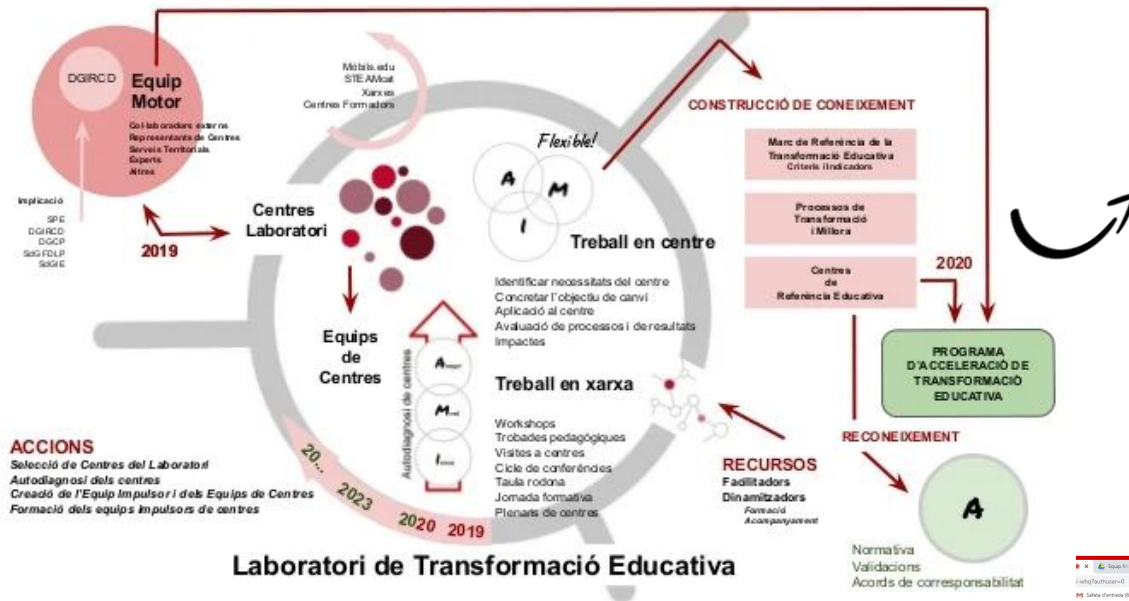 DGIRCD
Equip
Motor
Col·laboradors externs
Representants de Centres
Serveis Territorials
Experts
Altres
Implicació
SPE
DGIRCD
DGCP
SdGFDLP
SdGIE
2019
Mòbils.edu
STEAMcat
Xarxes
Centres Formadors
Centres
Laboratori
Equips
de
Centres
Flexible!
A
M
I
Treball en centre
Identificar necessitats del centre
Concretar l'objectiu de canvi
Aplicació al centre
Avaluació de processos i de resultats
Impactes
Autodiagnosi de centres
A
M
I
Treball en xarxa
Workshops
Trobades pedagògiques
Visites a centres
Cicle de conferències
Taula rodona
Jornada formativa
Plenaris de centres
CONSTRUCCIÓ DE CONEIXEMENT
Marc de Referència de la
Transformació Educativa
Criteris i Indicadors
Processos de
Transformació
i Millora
Centres
de
Referència Educativa
2020
PROGRAMA
D'ACCELERACIÓ DE
TRANSFORMACIÓ
EDUCATIVA
RECONEIXEMENT
A
Normativa
Validacions
Acords de corresponsabilitat
RECURSOS
Facilitadors
Dinamitzadors
Formació
Acompanyament
ACCIONS
Selecció de Centres del Laboratori
Autodiagnosi dels centres
Creació de l'Equip Impulsor i dels Equips de Centres
Formació dels equips impulsors de centres
20...
2023
2020
2019
Laboratori de Transformació Educativa